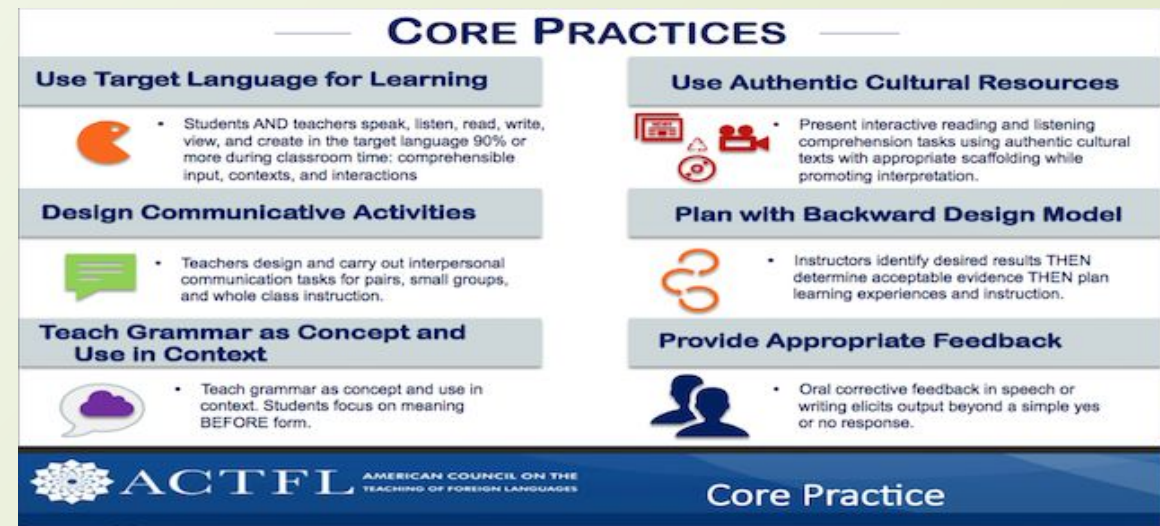 CORE PRACTICES
Use Target Language for Learning
• Students AND teachers speak, listen, read, write,
view, and create in the target language 90% or
more during classroom time: comprehensible
input, contexts, and interactions
Design Communicative Activities
• Teachers design and carry out interpersonal
communication tasks for pairs, small groups,
and whole class instruction.
Teach Grammar as Concept and
Use in Context
• Teach grammar as concept and use in
context. Students focus on meaning
BEFORE form.
Use Authentic Cultural Resources
• Present interactive reading and listening
comprehension tasks using authentic cultural
texts with appropriate scaffolding while
promoting interpretation.
Plan with Backward Design Model
• Instructors identify desired results THEN
determine acceptable evidence THEN plan
learning experiences and instruction.
Provide Appropriate Feedback
• Oral corrective feedback in speech or
writing elicits output beyond a simple yes
or no response.
ACTFL
AMERICAN COUNCIL ON THE
TEACHING OF FOREIGN LANGUAGES
Core Practice